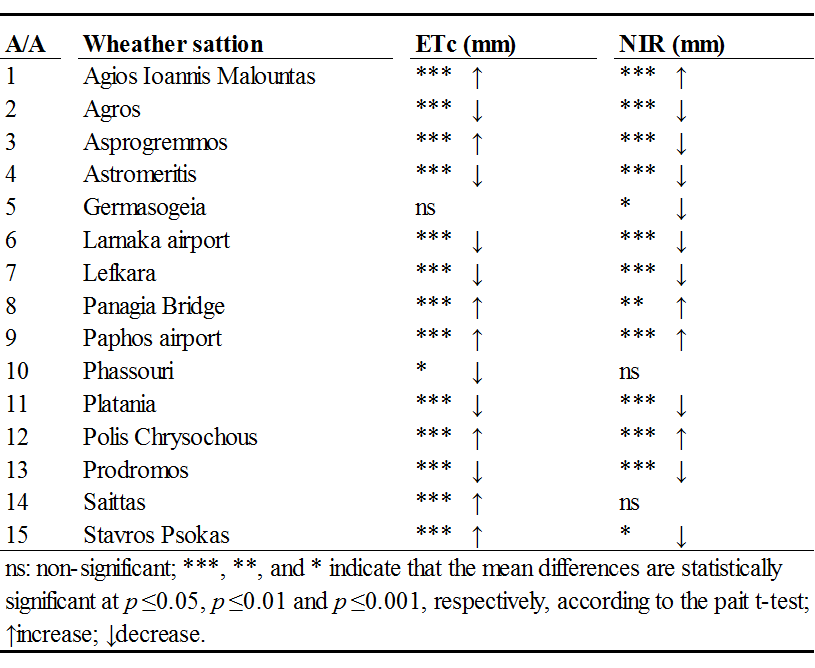 A/A Wheather sattion ETc (mm) NIR (mm)
1 Agios Ioannis Malountas *** ↑ *** ↑
2 Agros *** ↓ *** ↓
3 Asprogremmos *** ↑ *** ↓
4 Astromeritis *** ↓ *** ↓
5 Germasogeia ns * ↓
6 Larnaka airport *** ↓ *** ↓
7 Lefkara *** ↓ *** ↓
8 Panagia Bridge *** ↑ ** ↑
9 Paphos airport *** ↑ *** ↑
10 Phassouri * ↓ ns
11 Platania *** ↓ *** ↓
12 Polis Chrysochous *** ↑ *** ↑
13 Prodromos *** ↓ *** ↓
14 Saittas *** ↑ ns
15 Stavros Psokas *** ↑ * ↓
ns: non-significant; ***, **, and * indicate that the mean differences are statistically
significant at p ≤0.05, p ≤0.01 and p ≤0.001, respectively, according to the pait t-test;
↑increase; ↓decrease.